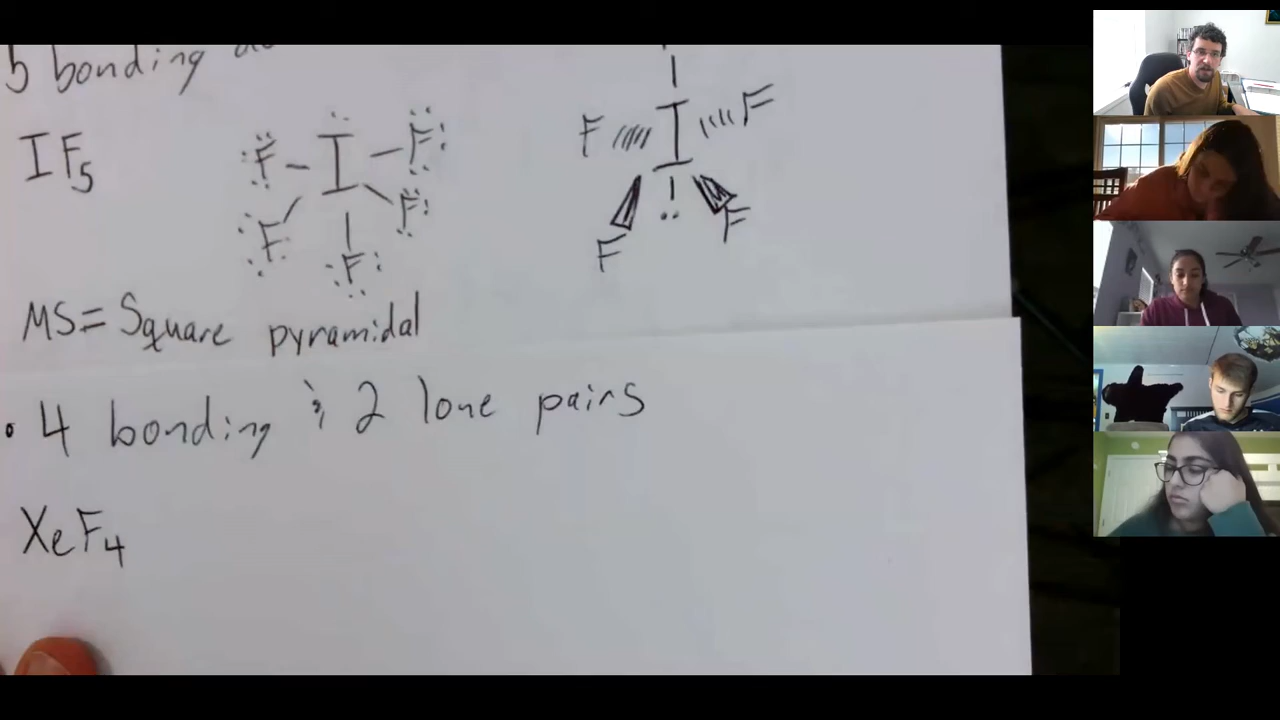 5 bonding
IF5
:F - I - F:
F F F
F I F
F F
MS = Square pyramidal
• 4 bonding & 2 lone pairs
XeF4